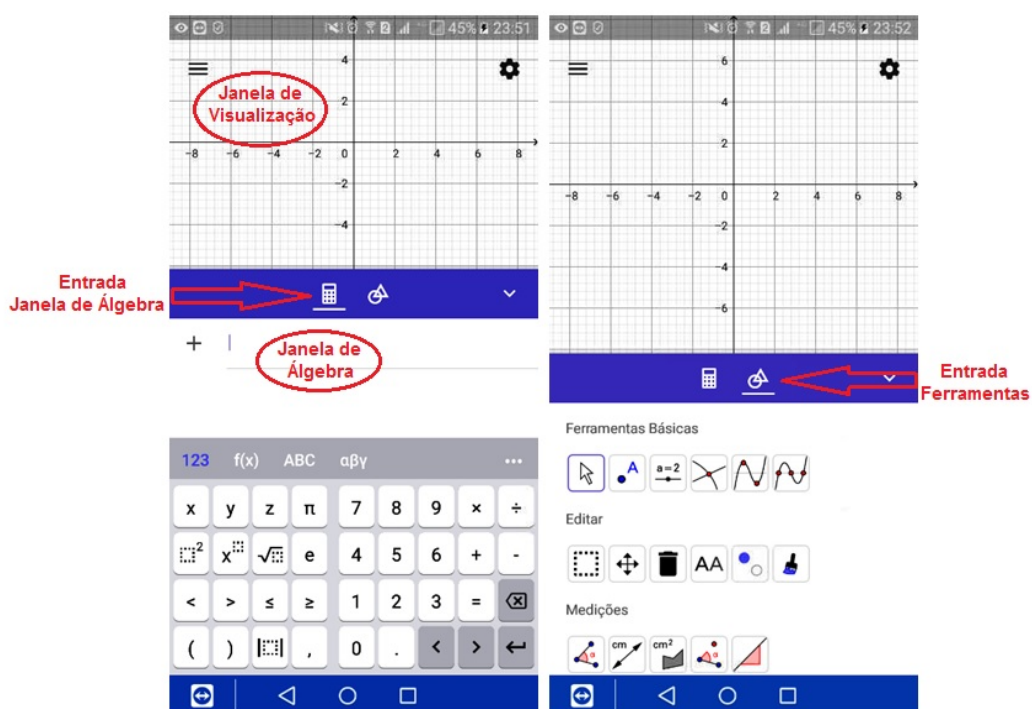 45% 23:51
4
Janela de
Visualização
2
-8 -6 -4 -2 0 2 4 6 8
-2
-4
Entrada
Janela de Álgebra
+
Janela de
Álgebra
123 f(x) ABC αβγ ...
x y z π 7 8 9 × ÷
□² x□ √□ e 4 5 6 + -
< > ≤ ≥ 1 2 3 =
( ) |□| , 0 . < >
2 45% 23:52
6
4
2
-8 -6 -4 -2 0 2 4 6 8
-2
-4
-6
Entrada
Ferramentas
Ferramentas Básicas
A a=2
Editar
AA
Medições
α cm cm² α